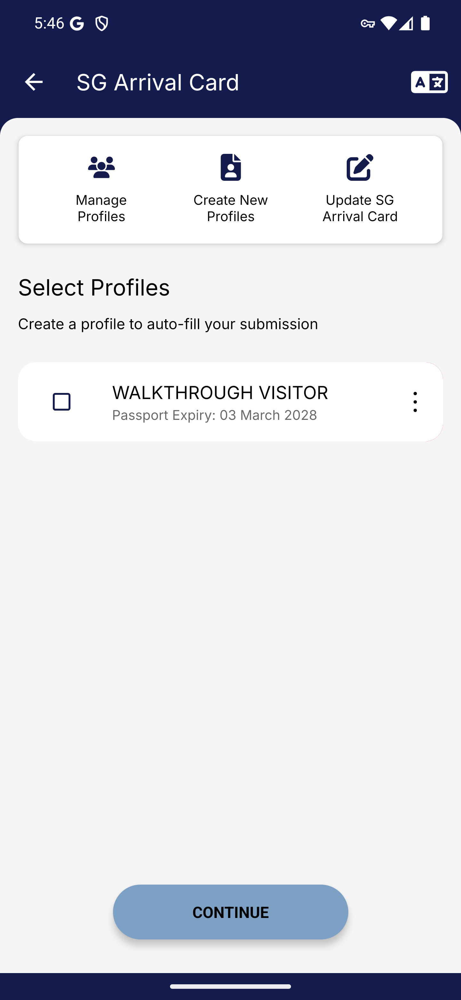 5:46
SG Arrival Card
A 文
Manage
Profiles
Create New
Profiles
Update SG
Arrival Card
Select Profiles
Create a profile to auto-fill your submission
WALKTHROUGH VISITOR
Passport Expiry: 03 March 2028
CONTINUE